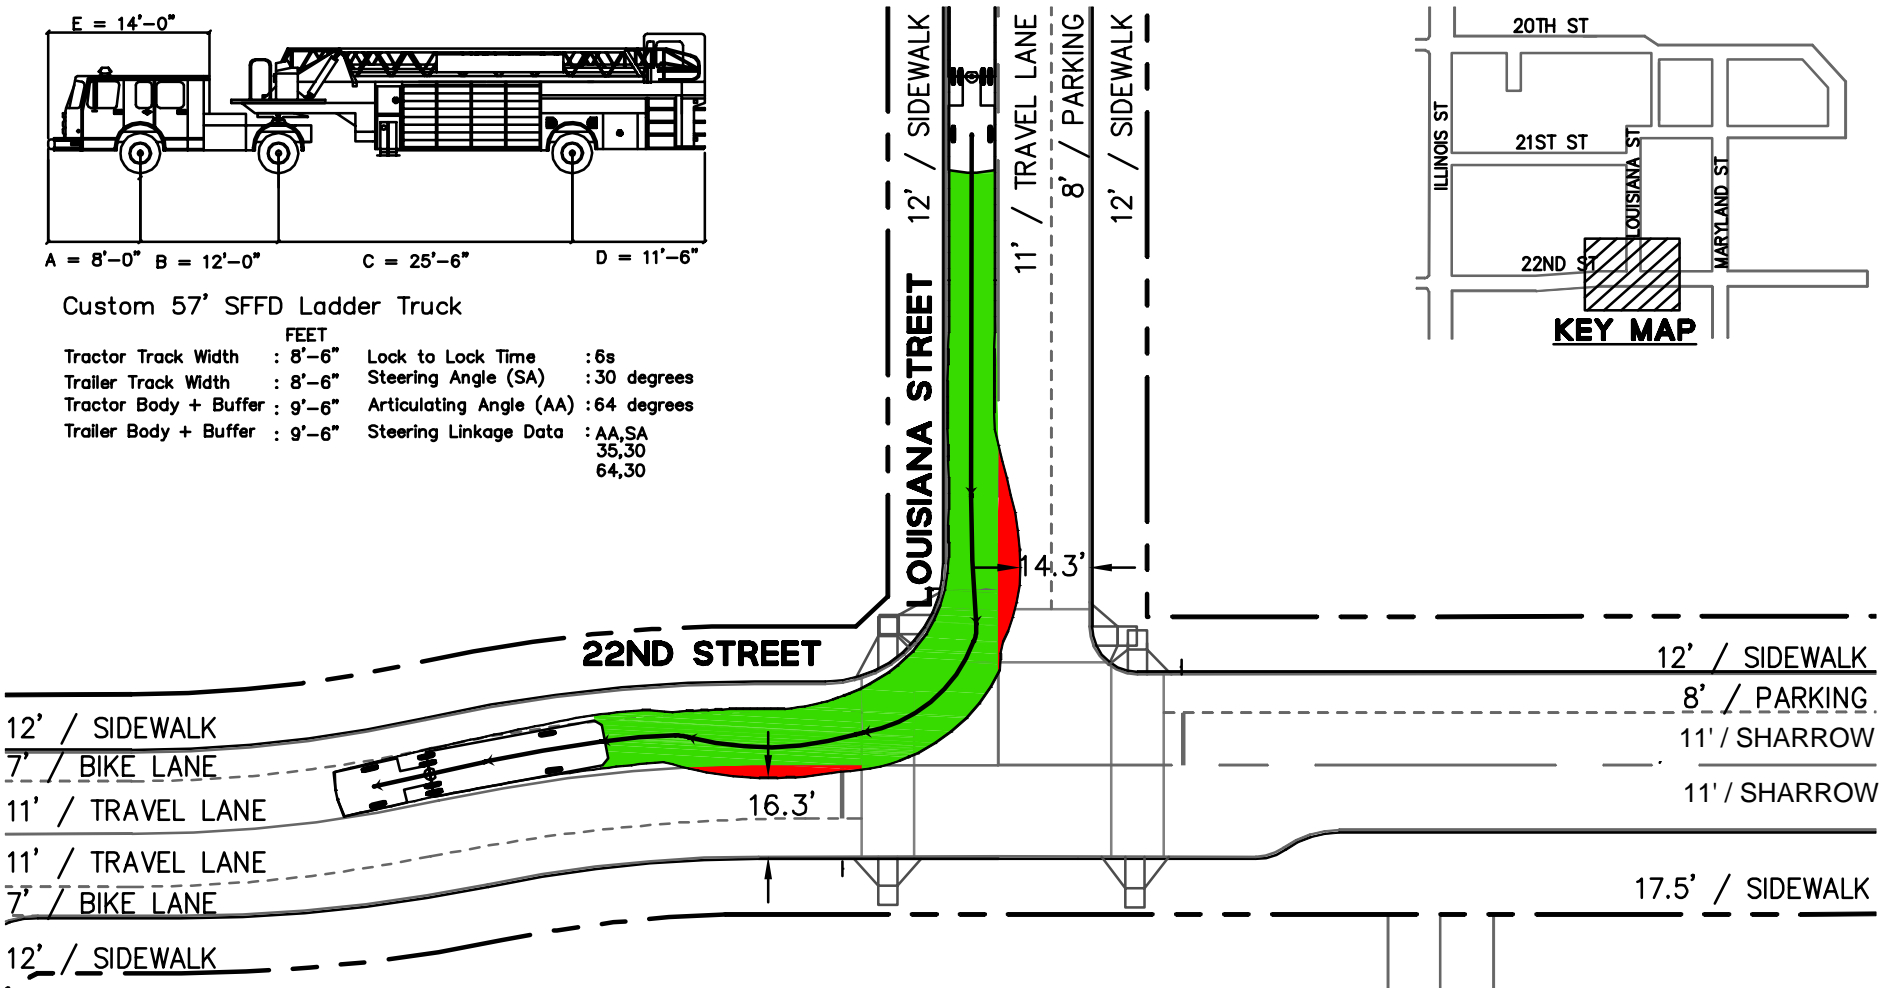 E = 14'-0"
A = 8'-0" B = 12'-0" C = 25'-6" D = 11'-6"
Custom 57' SFFD Ladder Truck
FEET
Tractor Track Width : 8'-6" Lock to Lock Time : 6s
Trailer Track Width : 8'-6" Steering Angle (SA) : 30 degrees
Tractor Body + Buffer : 9'-6" Articulating Angle (AA) : 64 degrees
Trailer Body + Buffer : 9'-6" Steering Linkage Data : AA,SA
35,30
64,30
12' / SIDEWALK
11' / TRAVEL LANE
8' / PARKING
12' / SIDEWALK
LOUISIANA STREET
20TH ST
21ST ST
22ND ST
ILLINOIS ST
LOUISIANA ST
MARYLAND ST
KEY MAP
14.3'
22ND STREET
16.3'
12' / SIDEWALK
7' / BIKE LANE
11' / TRAVEL LANE
11' / TRAVEL LANE
7' / BIKE LANE
12' / SIDEWALK
12' / SIDEWALK
8' / PARKING
11' / SHARROW
11' / SHARROW
17.5' / SIDEWALK